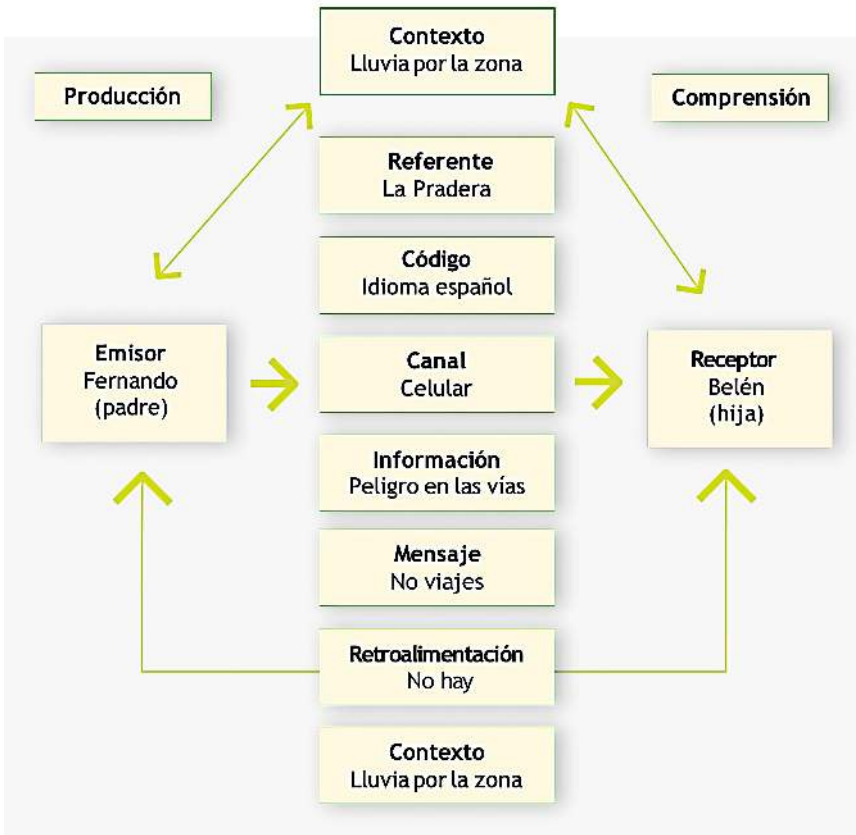 Contexto
Lluvia por la zona
Producción
Comprensión
Referente
La Pradera
Código
Idioma español
Emisor
Fernando
(padre)
Canal
Celular
Receptor
Belén
(hija)
Información
Peligro en las vías
Mensaje
No viajes
Retroalimentación
No hay
Contexto
Lluvia por la zona